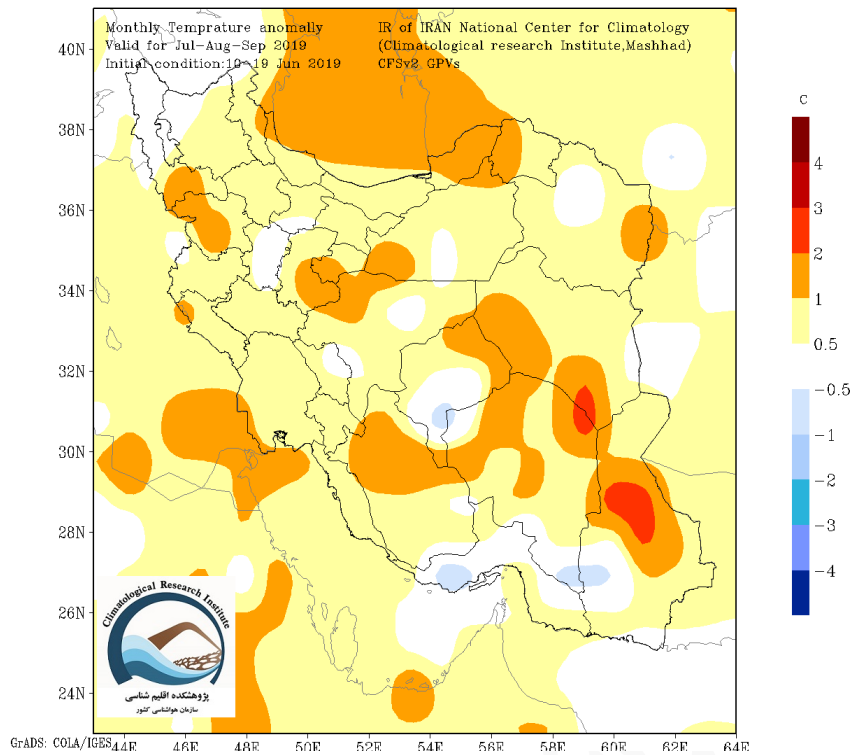 Monthly Temprature anomaly
Valid for Jul-Aug-Sep 2019
Initial condition:10-19 Jun 2019
IR of IRAN National Center for Climatology
(Climatological research Institute,Mashhad)
CFSv2 GPVs
40N
38N
36N
34N
32N
30N
28N
26N
24N
44E
46E
48E
50E
52E
54E
56E
58E
60E
62E
64E
C
4
3
2
1
0.5
-0.5
-1
-2
-3
-4
Climatological Research Institute
پژوهشکده اقلیم شناسی
سازمان هواشناسی کشور
GrADS: COLA/IGES